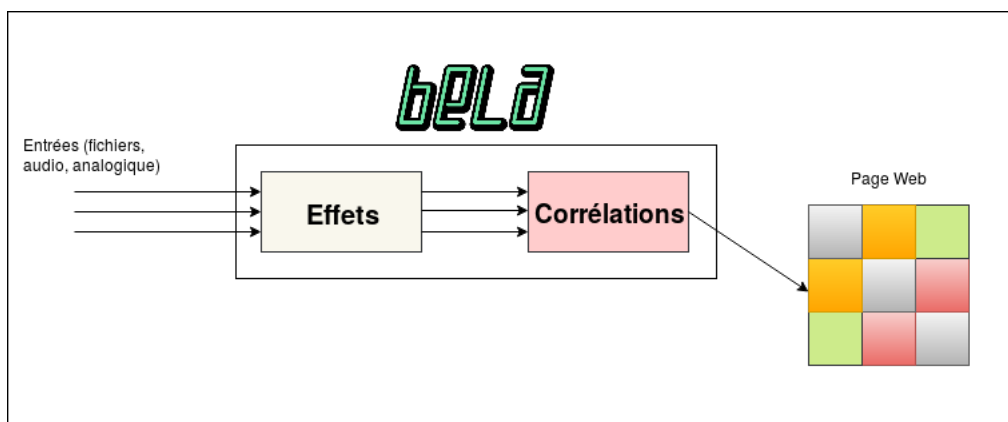 bela
Entrées (fichiers,
audio, analogique)
Effets
Corrélations
Page Web